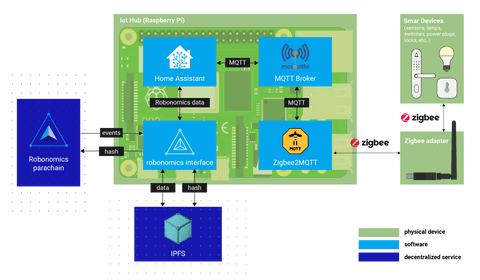 Iot Hub (Raspberry Pi)
Smar Devices
(sensors, lamps,
switches, power plugs,
locks, etc.)
Home Assistant
MQTT
mosquitto
MQTT Broker
Robonomics data
MQTT
Robonomics
parachain
events
hash
robonomics interface
MQTT
Zigbee2MQTT
zigbee
zigbee
Zigbee adapter
data
hash
IPFS
physical device
software
decentralized service